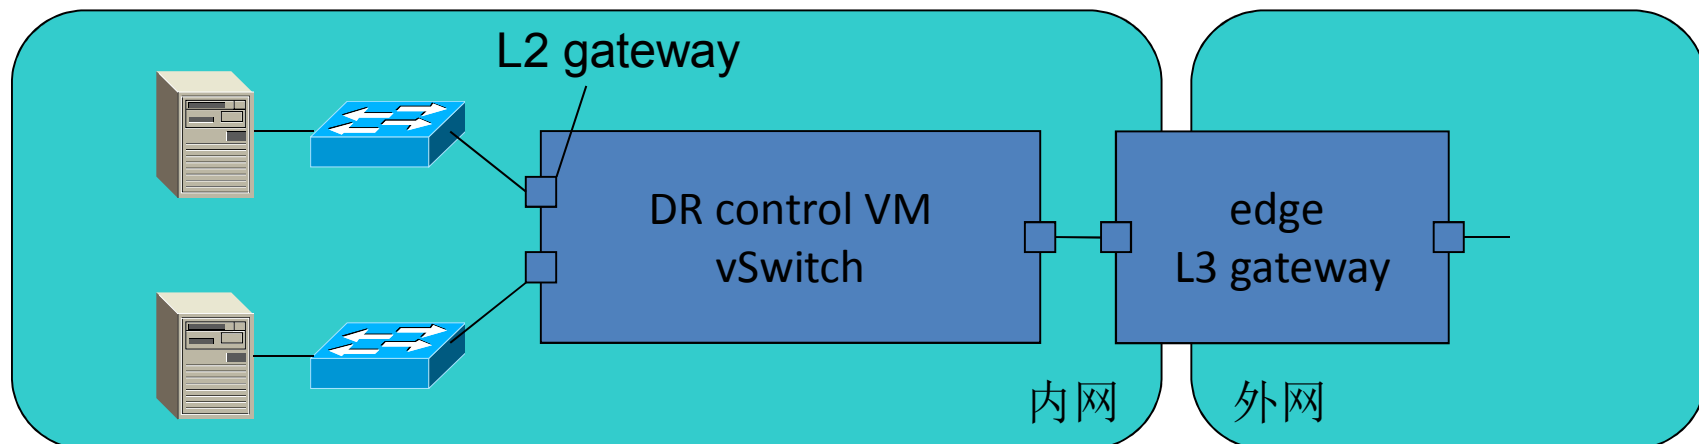 L2 gateway
DR control VM
vSwitch
edge
L3 gateway
内网
外网